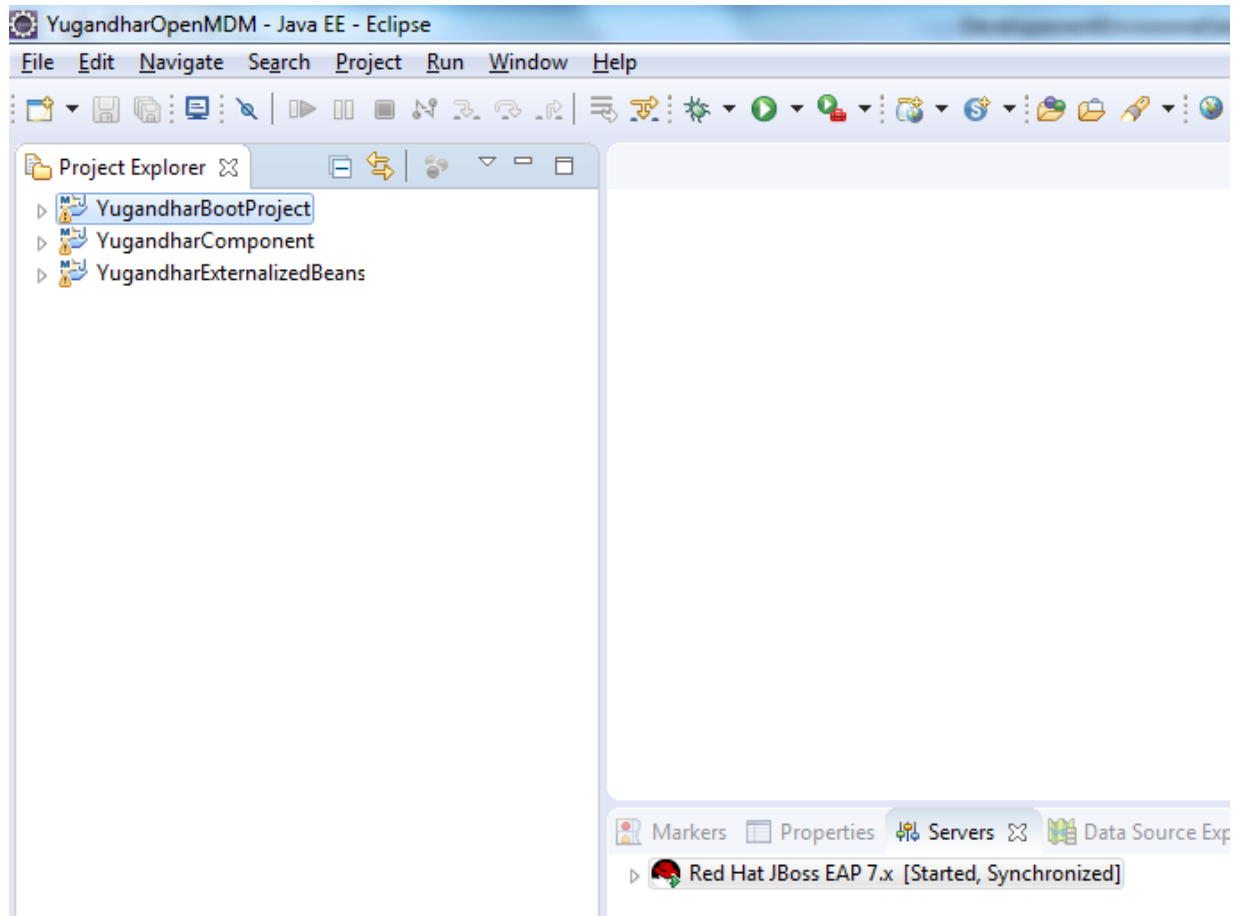 YugandharOpenMDM - Java EE - Eclipse
File Edit Navigate Search Project Run Window Help
Project Explorer
YugandharBootProject
YugandharComponent
YugandharExternalizedBeans
Markers Properties Servers Data Source Exp
Red Hat JBoss EAP 7.x [Started, Synchronized]